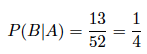 P(B|A) = 13/52 = 1/4